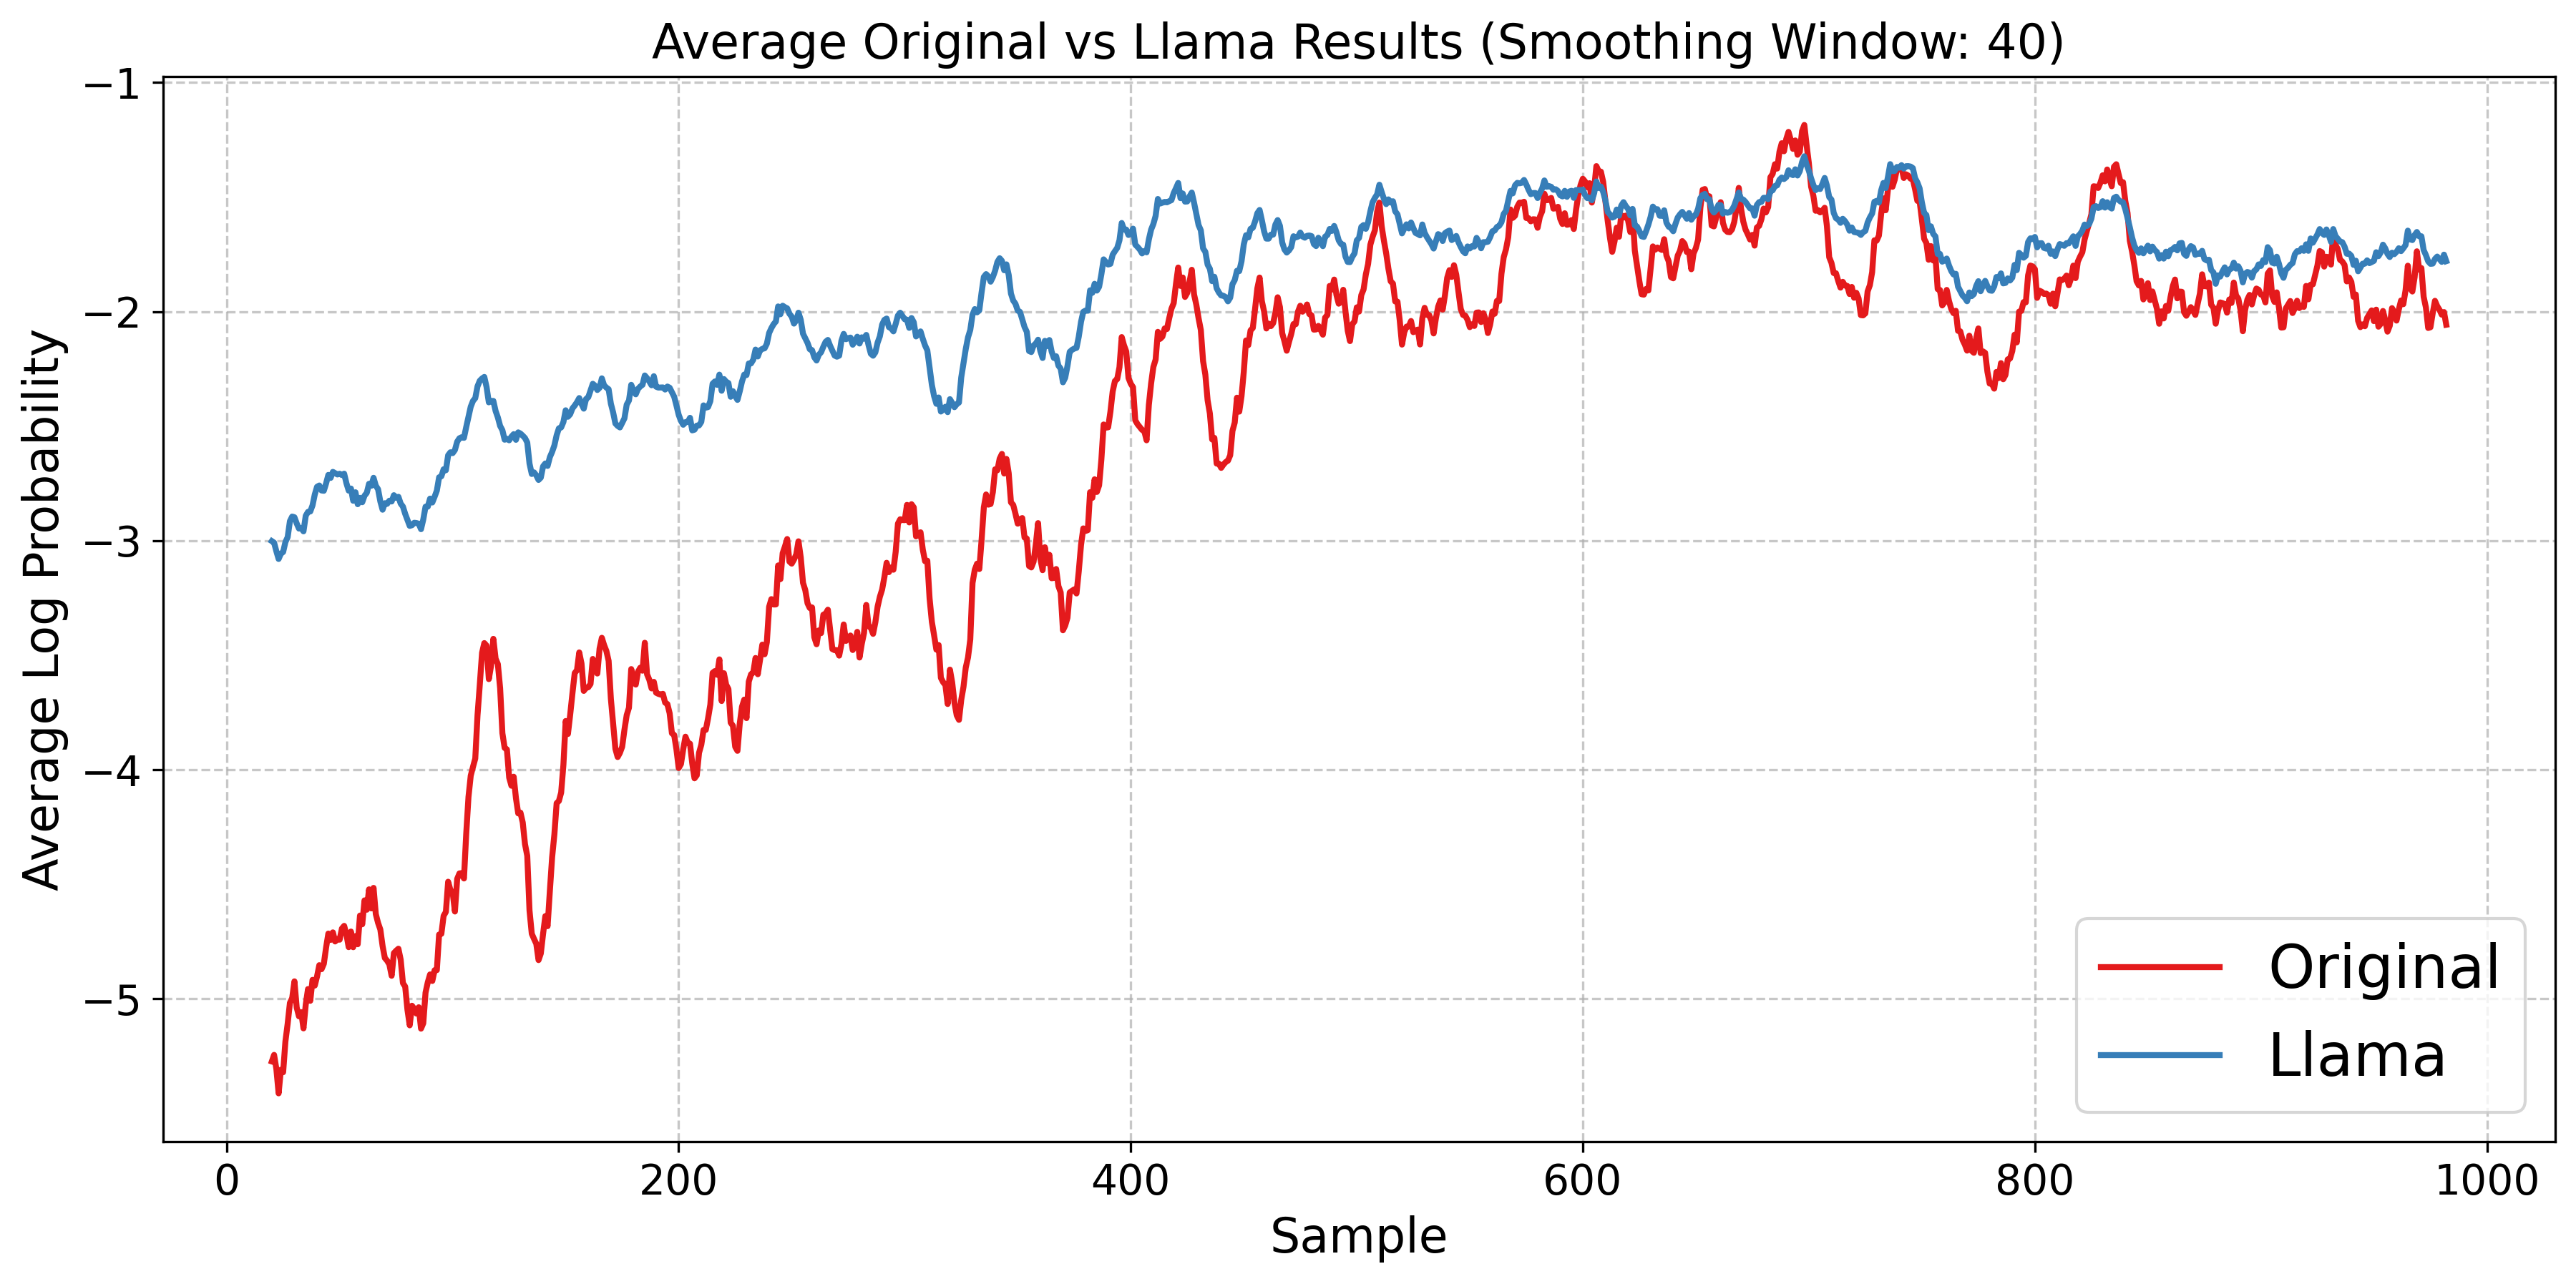 Average Original vs Llama Results (Smoothing Window: 40)
Average Log Probability
−1
−2
−3
−4
−5
0
200
400
600
800
1000
Sample
Original
Llama